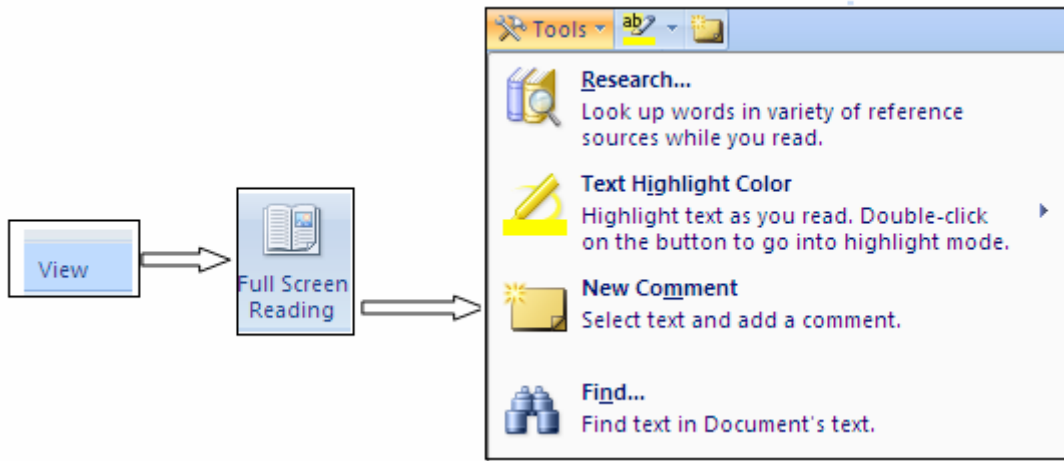 View
Full Screen
Reading
Tools
ab
Research...
Look up words in variety of reference
sources while you read.
Text Highlight Color
Highlight text as you read. Double-click
on the button to go into highlight mode.
New Comment
Select text and add a comment.
Find...
Find text in Document's text.